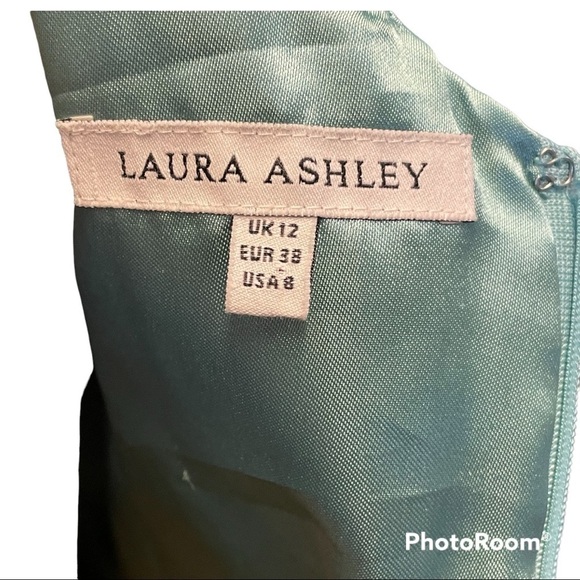 LAURA ASHLEY
UK 12
EUR 38
USA 8
PhotoRoom